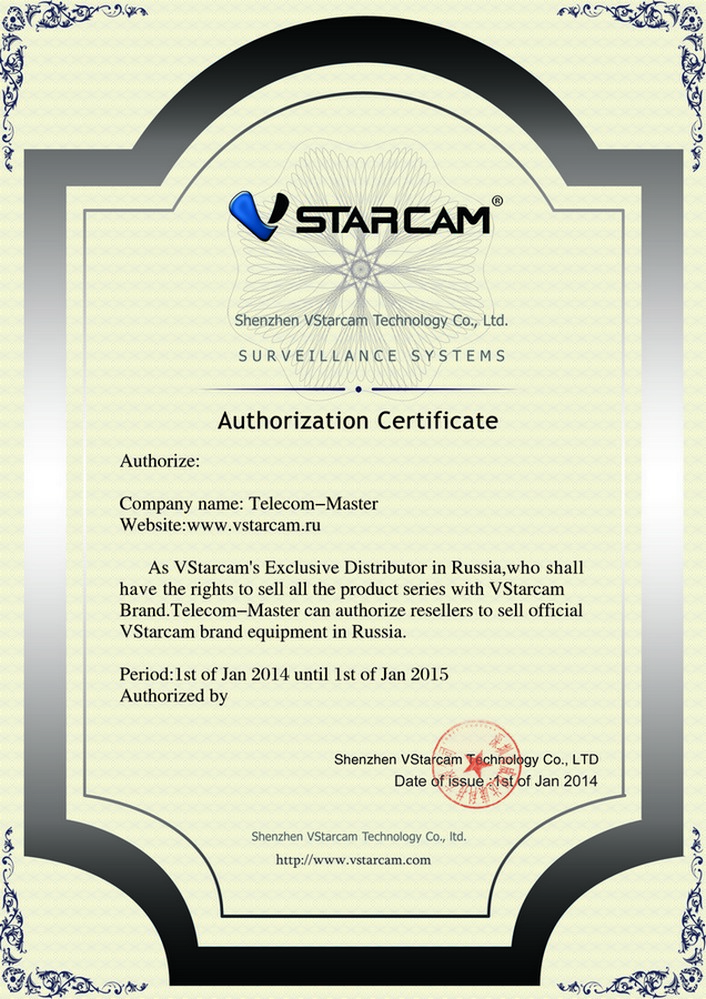 VSTARCAM®
Shenzhen VStarcam Technology Co., Ltd.
SURVEILLANCE SYSTEMS
Authorization Certificate
Authorize:
Company name: Telecom-Master
Website:www.vstarcam.ru
As VStarcam's Exclusive Distributor in Russia,who shall
have the rights to sell all the product series with VStarcam
Brand.Telecom-Master can authorize resellers to sell official
VStarcam brand equipment in Russia.
Period:1st of Jan 2014 until 1st of Jan 2015
Authorized by
Shenzhen VStarcam Technology Co., LTD
Date of issue :1st of Jan 2014
Shenzhen VStarcam Technology Co., ltd.
http://www.vstarcam.com